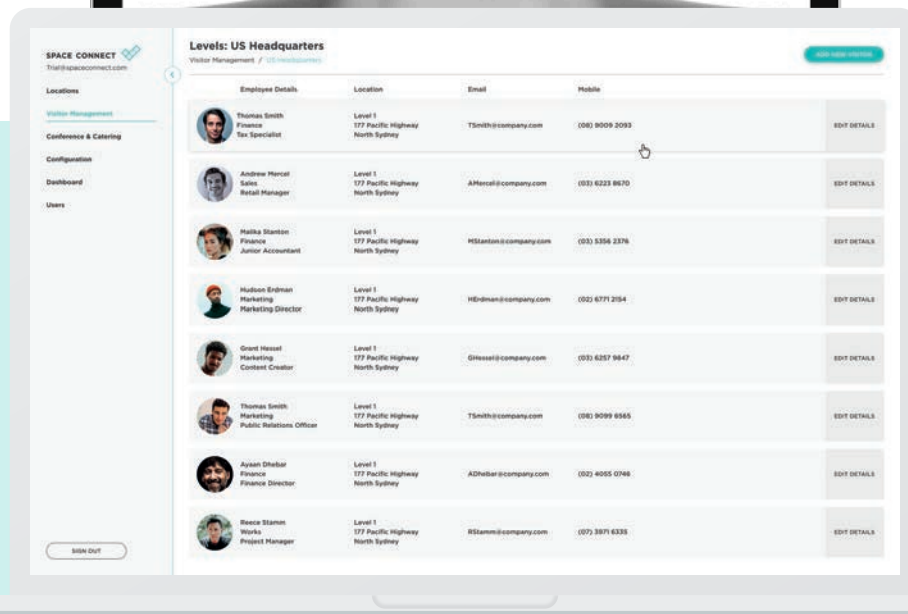 SPACE CONNECT
Trial@spaceconnect.com
Locations
Visitor Management
Conference & Catering
Configuration
Dashboard
Users
SIGN OUT
Levels: US Headquarters
Visitor Management / US Headquarters
ADD NEW VISITOR
Employee Details Location Email Mobile
Thomas Smith Level 1
Finance 177 Pacific Highway TSmith@company.com (08) 9009 2093 EDIT DETAILS
Tax Specialist North Sydney
Andrew Mercel Level 1
Sales 177 Pacific Highway AMercel@company.com (03) 6223 8670 EDIT DETAILS
Retail Manager North Sydney
Malika Stanton Level 1
Finance 177 Pacific Highway MStanton@company.com (03) 5356 2376 EDIT DETAILS
Junior Accountant North Sydney
Hudson Erdman Level 1
Marketing 177 Pacific Highway HErdman@company.com (02) 6771 2154 EDIT DETAILS
Marketing Director North Sydney
Grant Hessel Level 1
Marketing 177 Pacific Highway GHessel@company.com (03) 6257 9847 EDIT DETAILS
Content Creator North Sydney
Thomas Smith Level 1
Marketing 177 Pacific Highway TSmith@company.com (08) 9099 6565 EDIT DETAILS
Public Relations Officer North Sydney
Ayaan Dhebar Level 1
Finance 177 Pacific Highway ADhebar@company.com (02) 4055 0746 EDIT DETAILS
Finance Director North Sydney
Reece Stamm Level 1
Works 177 Pacific Highway RStamm@company.com (07) 3971 6335 EDIT DETAILS
Project Manager North Sydney